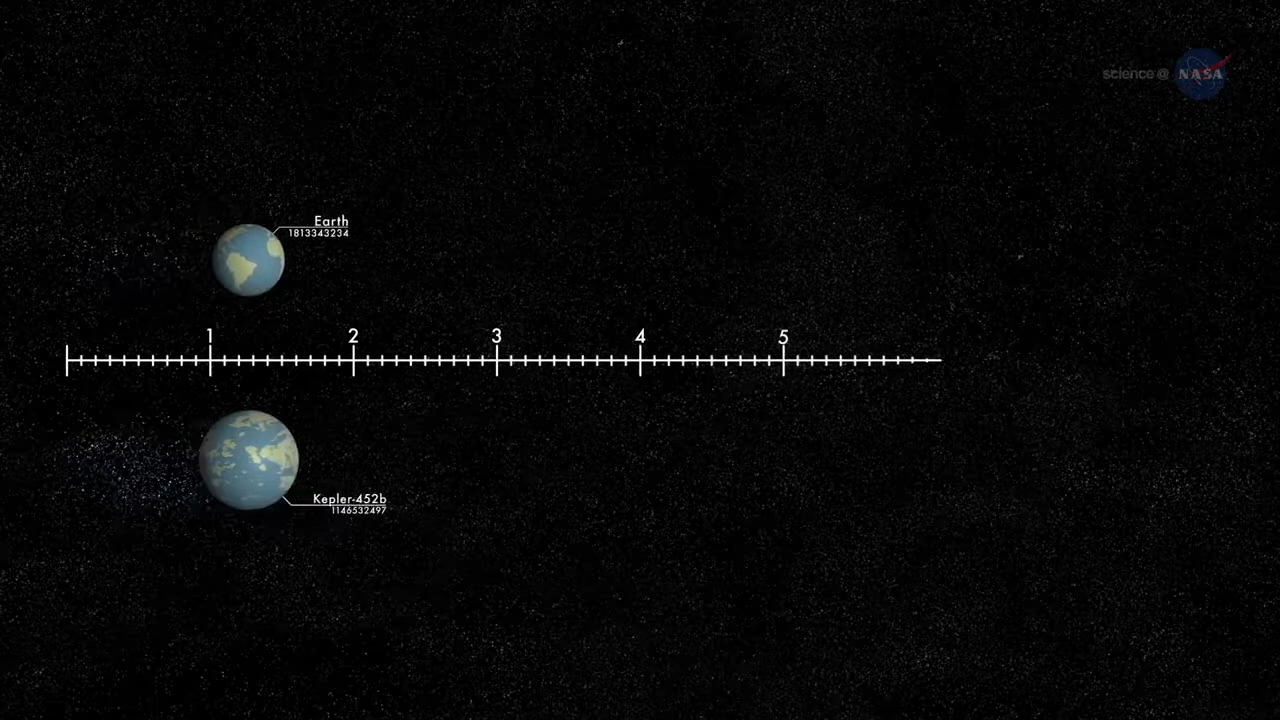 science@ NASA
Earth
1813343234
1 2 3 4 5
Kepler-452b
1146532497